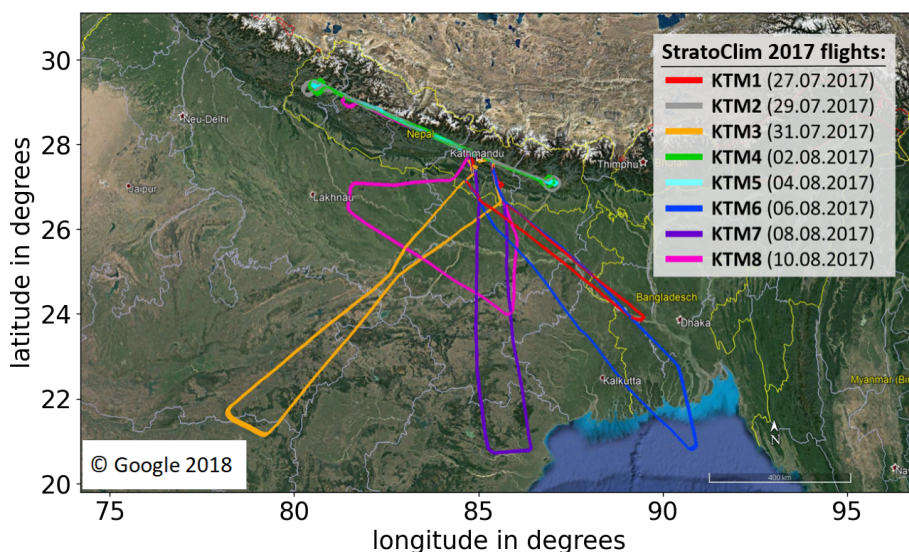 StratoClim 2017 flights:
KTM1 (27.07.2017)
KTM2 (29.07.2017)
KTM3 (31.07.2017)
KTM4 (02.08.2017)
KTM5 (04.08.2017)
KTM6 (06.08.2017)
KTM7 (08.08.2017)
KTM8 (10.08.2017)
30
28
26
24
22
20
latitude in degrees
Neu-Delhi
Nepal
Kathmandu
Thimphu
Jaipur
Lakhnau
Bangladesch
Dhaka
Kalkutta
Myanmar (Bir
N
400 km
© Google 2018
75
80
85
90
95
longitude in degrees